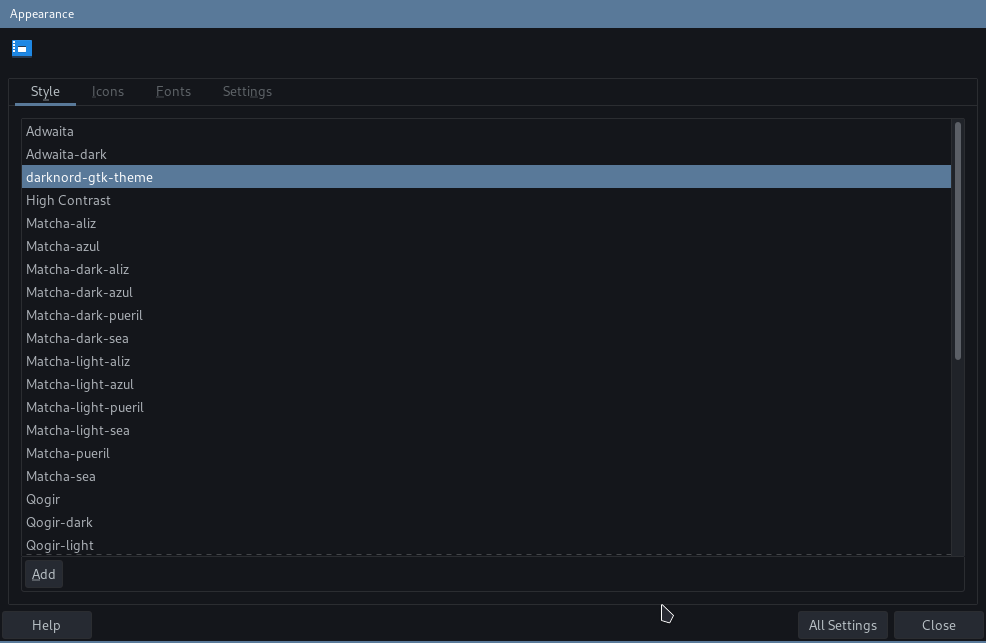 Appearance
Style Icons Fonts Settings
Adwaita
Adwaita-dark
darknord-gtk-theme
High Contrast
Matcha-aliz
Matcha-azul
Matcha-dark-aliz
Matcha-dark-azul
Matcha-dark-pueril
Matcha-dark-sea
Matcha-light-aliz
Matcha-light-azul
Matcha-light-pueril
Matcha-light-sea
Matcha-pueril
Matcha-sea
Qogir
Qogir-dark
Qogir-light
Add
Help All Settings Close